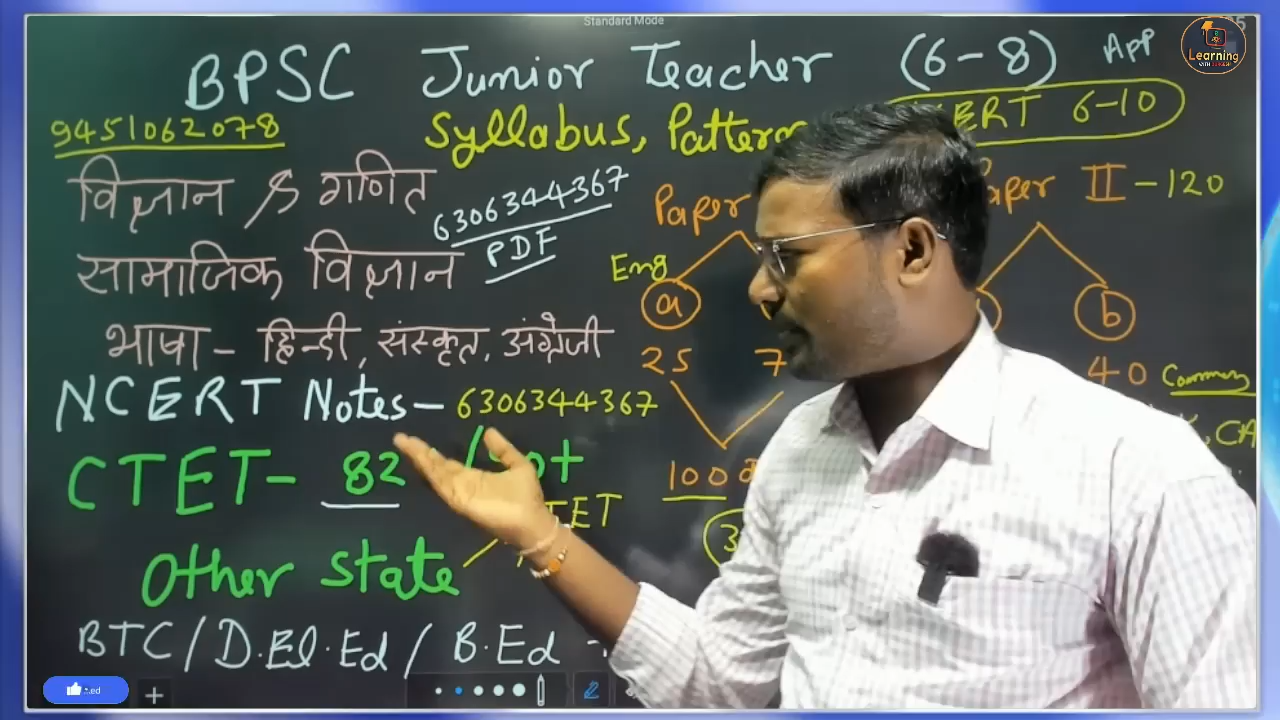 Standard Mode
BPSC Junior Teacher (6-8) App
Learning
9451062078
Syllabus, Pattern
NCERT 6-10
विज्ञान & गणित
6306344367
PDF
Paper
Paper II - 120
सामाजिक विज्ञान
Eng
a
b
भाषा - हिन्दी, संस्कृत, अंग्रेजी
25
7
40
NCERT Notes - 6306344367
CTET - 82
100
Other state
BTC / D.El.Ed / B.Ed